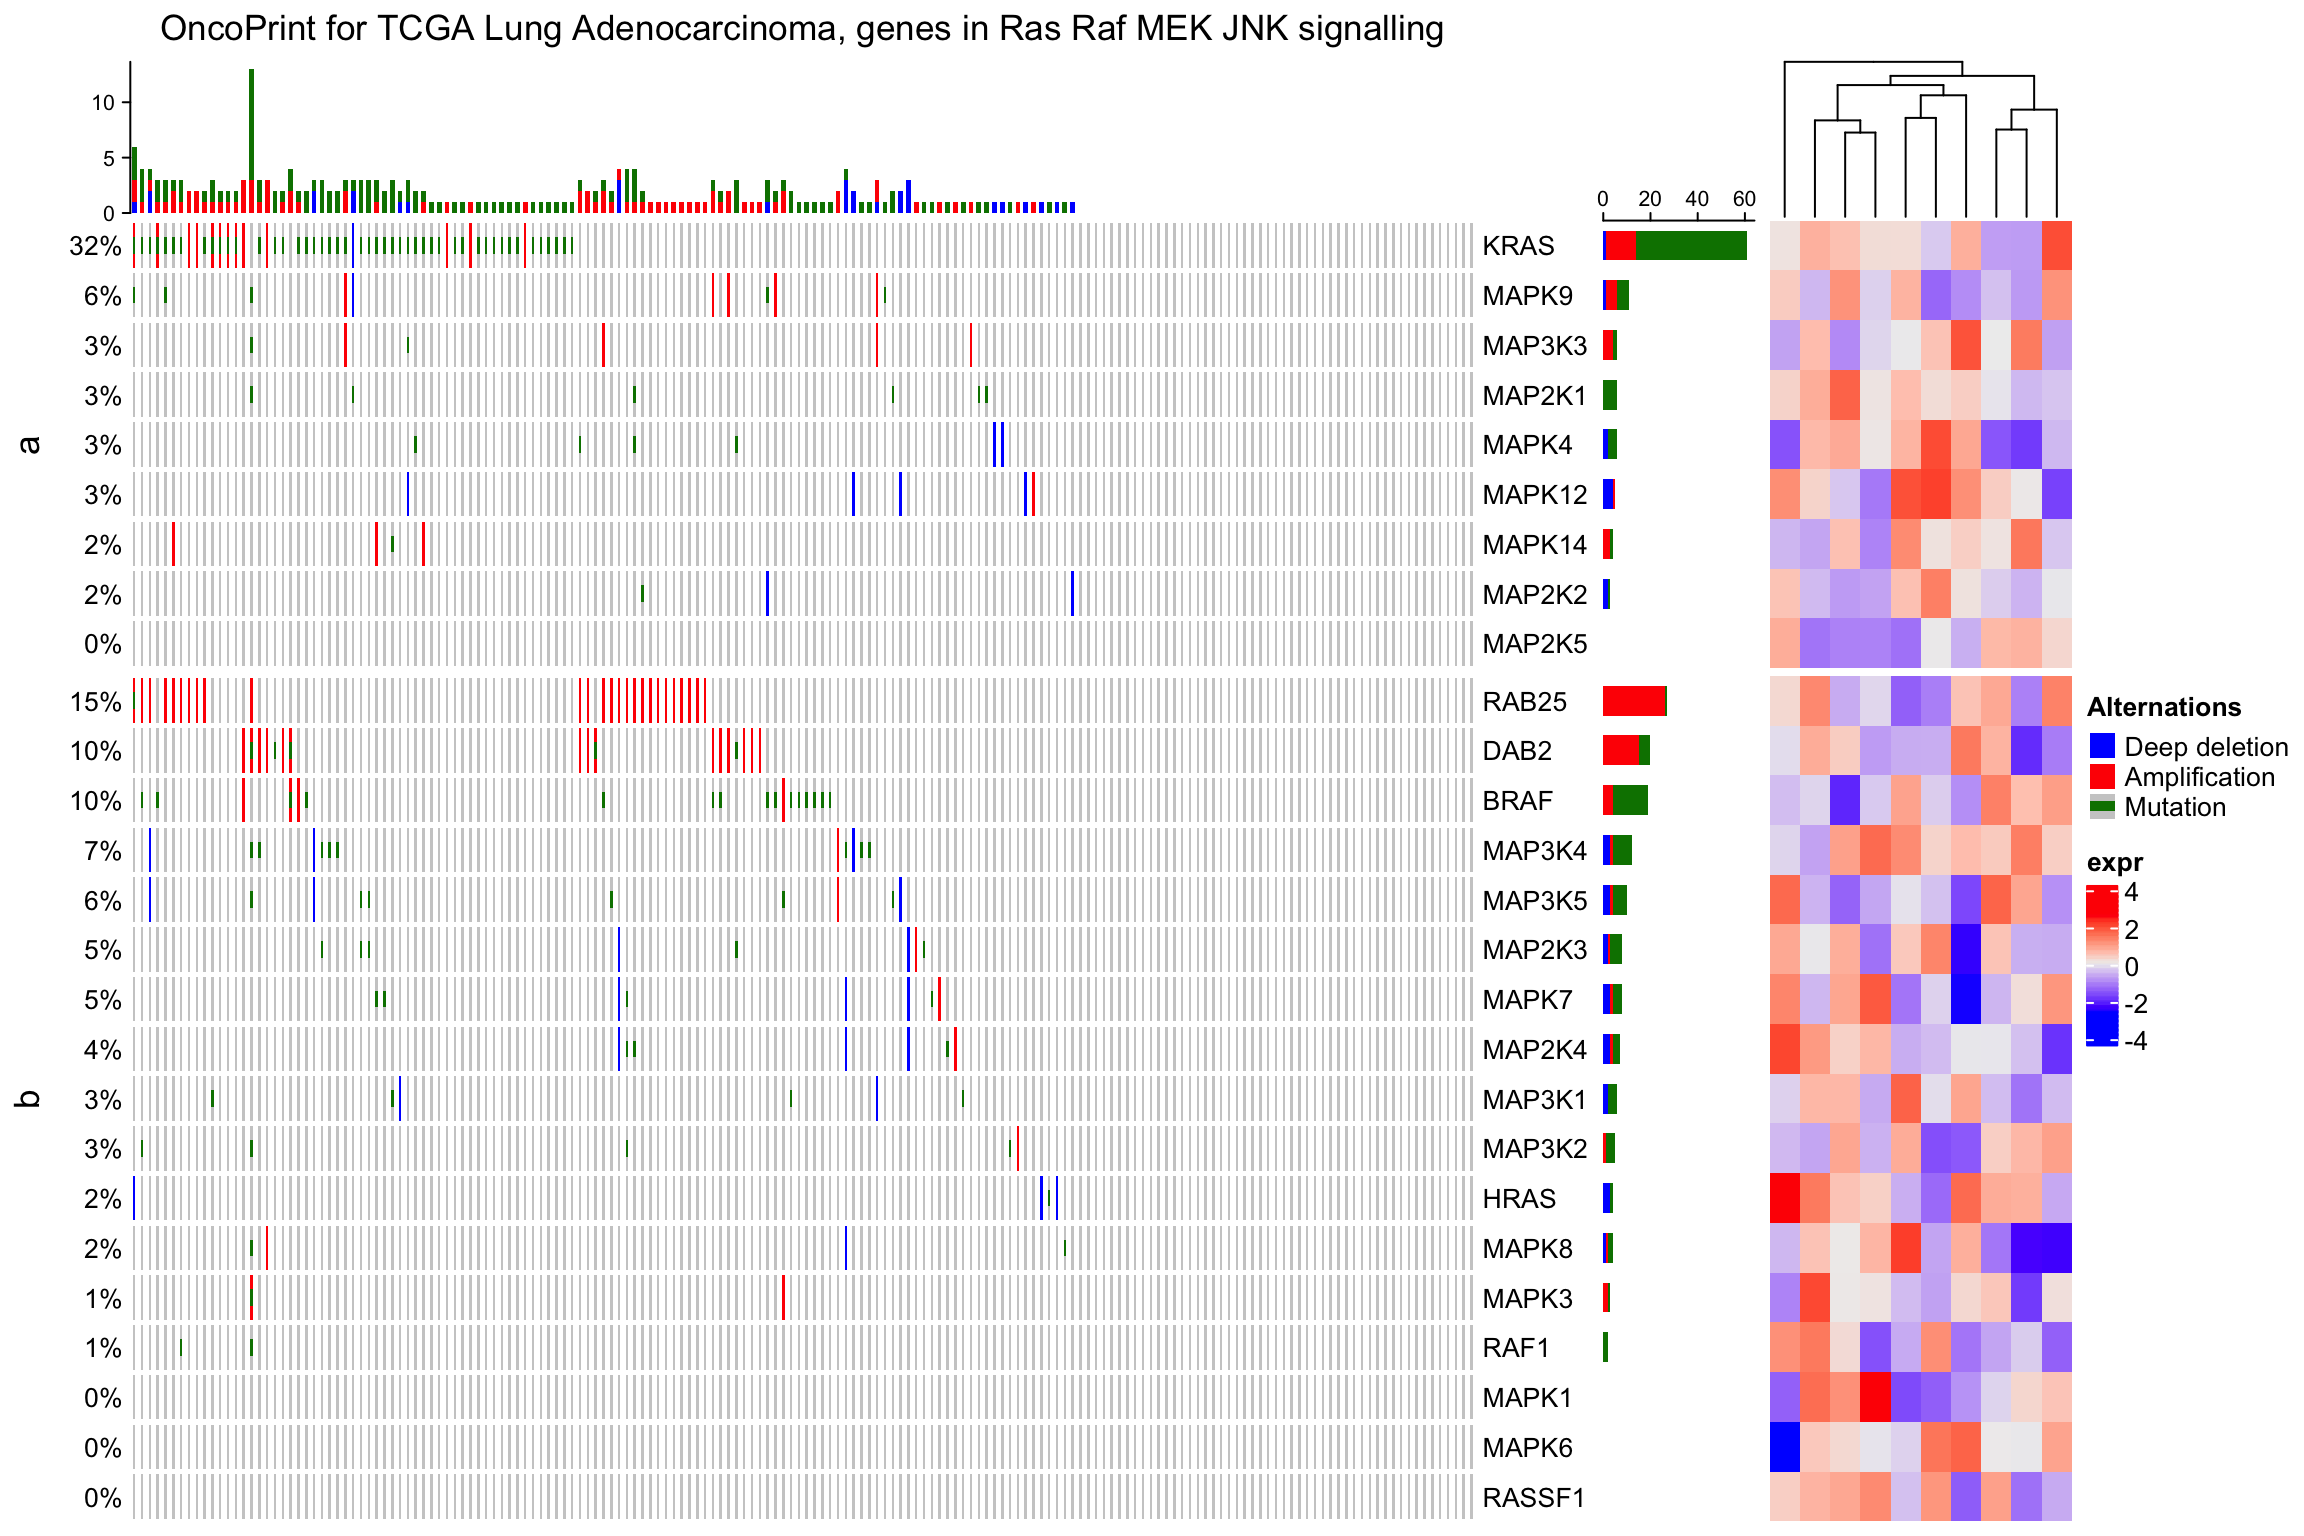 OncoPrint for TCGA Lung Adenocarcinoma, genes in Ras Raf MEK JNK signalling
10
5
0
0 20 40 60
a
32% KRAS
6% MAPK9
3% MAP3K3
3% MAP2K1
3% MAPK4
3% MAPK12
2% MAPK14
2% MAP2K2
0% MAP2K5
b
15% RAB25
10% DAB2
10% BRAF
7% MAP3K4
6% MAP3K5
5% MAP2K3
5% MAPK7
4% MAP2K4
3% MAP3K1
3% MAP3K2
2% HRAS
2% MAPK8
1% MAPK3
1% RAF1
0% MAPK1
0% MAPK6
0% RASSF1
Alternations
Deep deletion
Amplification
Mutation
expr
4
2
0
-2
-4